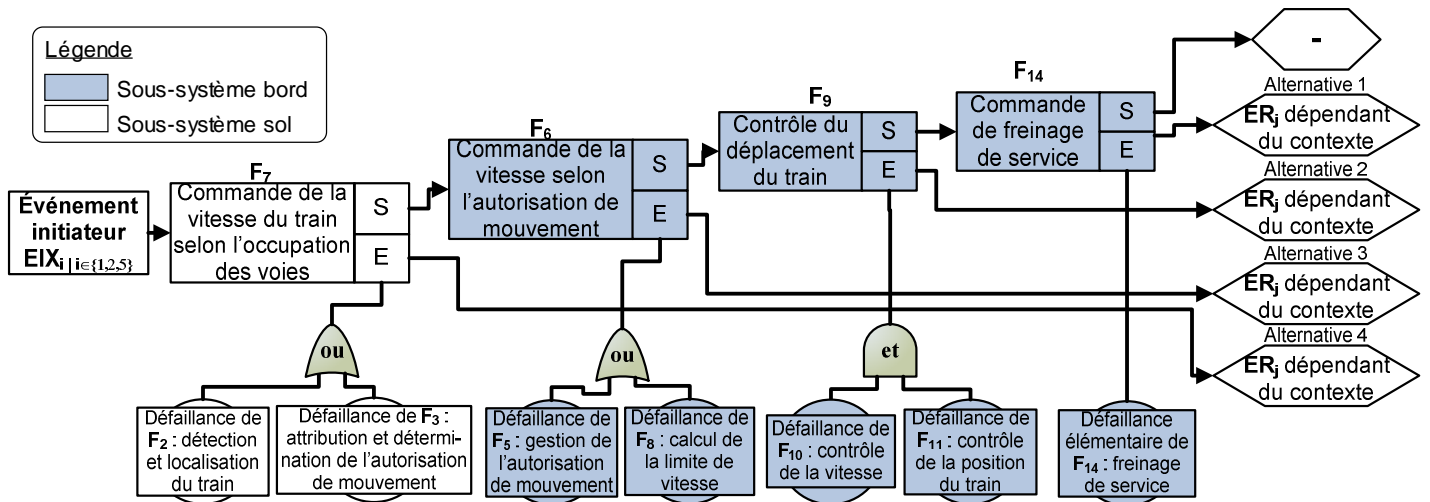 Légende
Sous-système bord
Sous-système sol
Événement
initiateur
EIX i | i∈{1,2,5}
F7
Commande de la
vitesse du train
selon l'occupation
des voies
S
E
F6
Commande de la
vitesse selon
l'autorisation de
mouvement
S
E
F9
Contrôle du
déplacement
du train
S
E
F14
Commande
de freinage
de service
S
E
-
Alternative 1
ERj dépendant
du contexte
Alternative 2
ERj dépendant
du contexte
Alternative 3
ERj dépendant
du contexte
Alternative 4
ERj dépendant
du contexte
ou
ou
et
Défaillance de
F2 : détection
et localisation
du train
Défaillance de F3 :
attribution et détermi-
nation de l'autorisation
de mouvement
Défaillance de
F5 : gestion de
l'autorisation
de mouvement
Défaillance de
F8 : calcul de
la limite de
vitesse
Défaillance de
F10 : contrôle
de la vitesse
Défaillance de
F11 : contrôle
de la position
du train
Défaillance
élémentaire de
F14 : freinage
de service